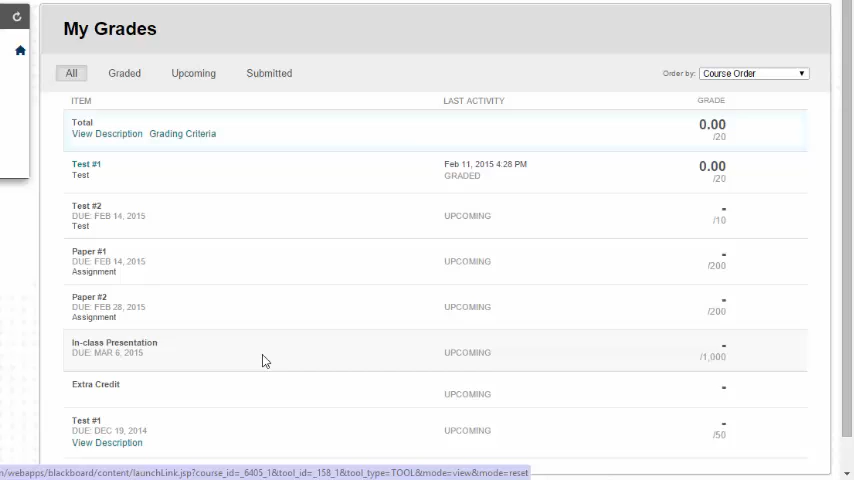 My Grades
All Graded Upcoming Submitted Order by: Course Order
ITEM LAST ACTIVITY GRADE
Total 0.00
View Description Grading Criteria /20
Test #1 Feb 11, 2015 4:28 PM 0.00
Test GRADED /20
Test #2 -
DUE: FEB 14, 2015 UPCOMING /10
Test
Paper #1 -
DUE: FEB 14, 2015 UPCOMING /200
Assignment
Paper #2 -
DUE: FEB 28, 2015 UPCOMING /200
Assignment
In-class Presentation -
DUE: MAR 6, 2015 UPCOMING /1,000
Extra Credit -
UPCOMING
Test #1 -
DUE: DEC 19, 2014 UPCOMING /50
View Description
n/webapps/blackboard/content/launchLink.jsp?course_id=_6405_1&tool_id=_158_1&tool_type=TOOL&mode=view&mode=reset